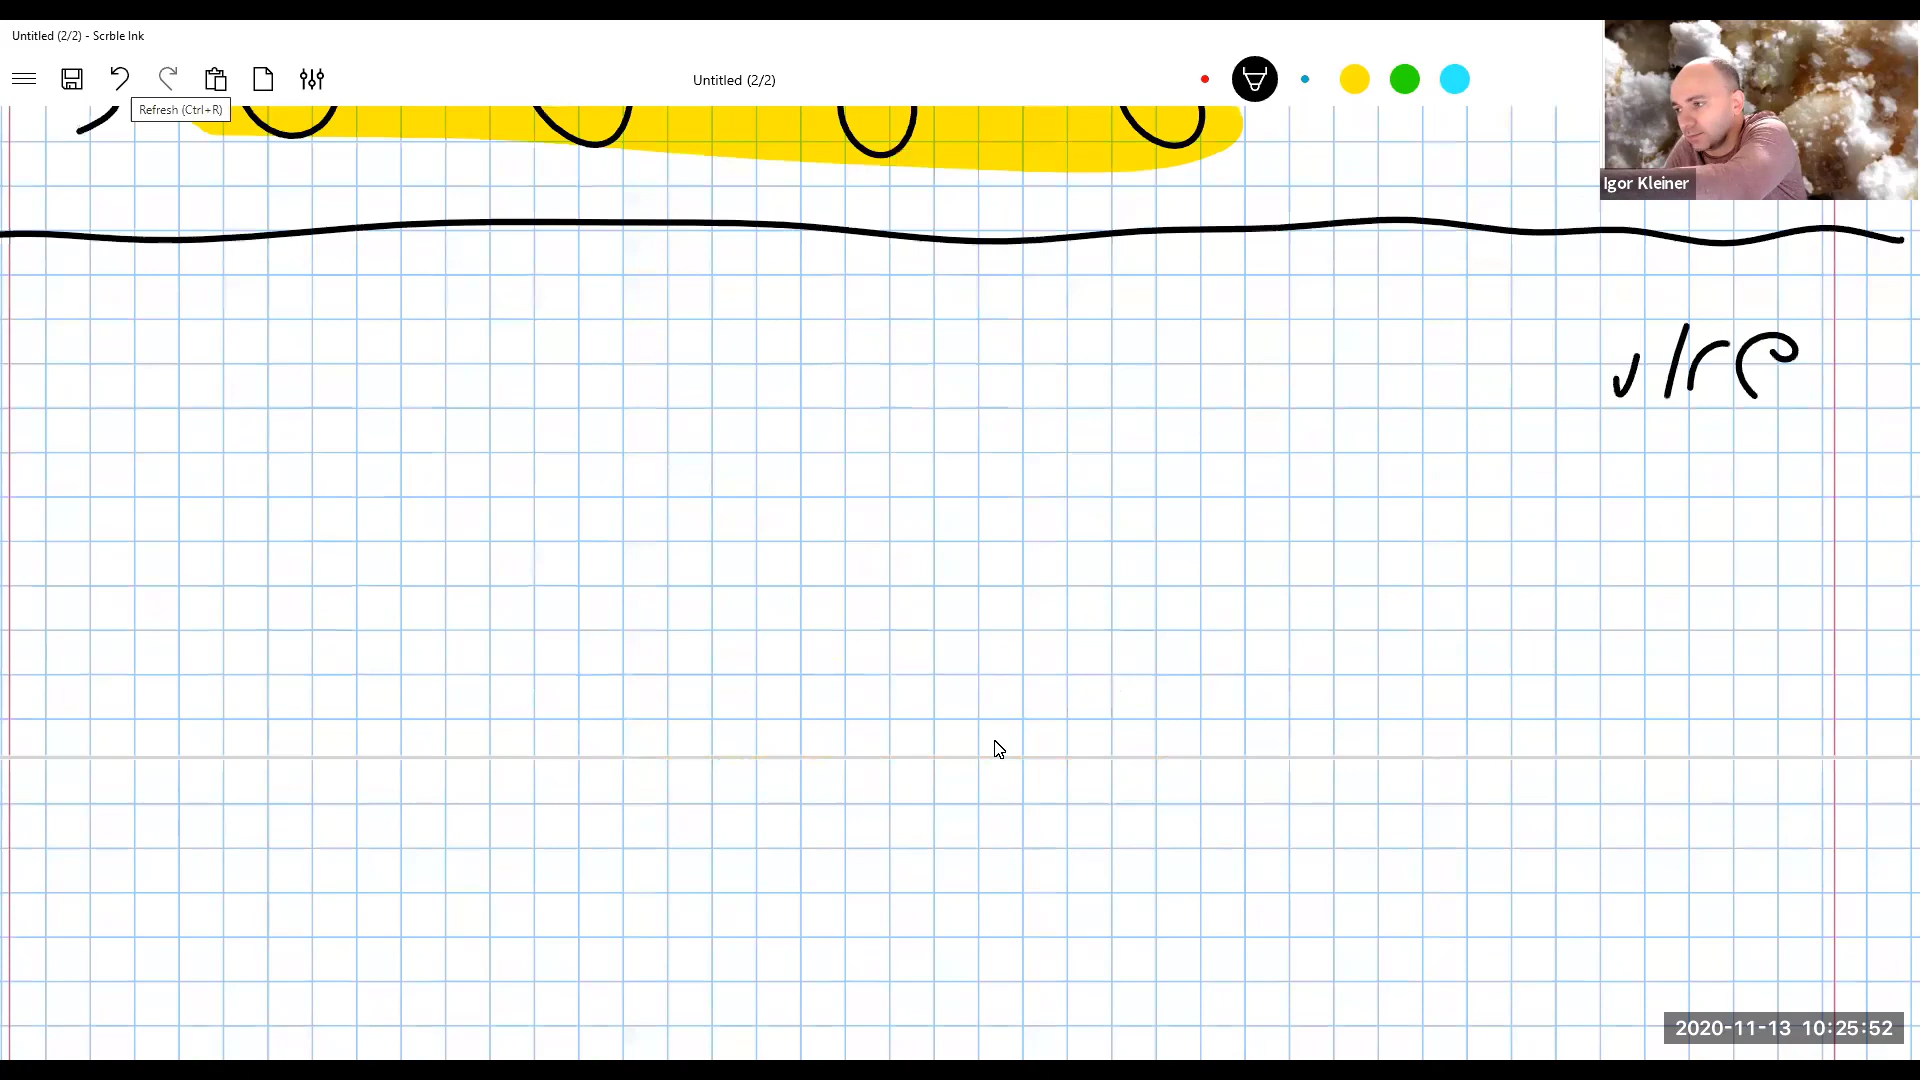 Untitled (2/2) - Scrble Ink
Untitled (2/2)
Refresh (Ctrl+R)
Igor Kleiner
2020-11-13 10:25:52